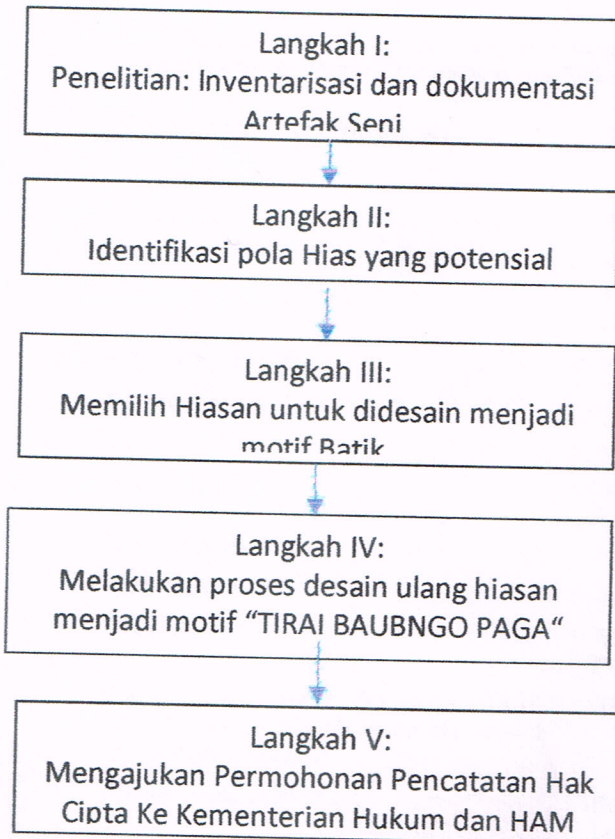 Langkah I:
Penelitian: Inventarisasi dan dokumentasi
Artefak Seni
Langkah II:
Identifikasi pola Hias yang potensial
Langkah III:
Memilih Hiasan untuk didesain menjadi
motif Batik
Langkah IV:
Melakukan proses desain ulang hiasan
menjadi motif “TIRAI BAUBNGO PAGA“
Langkah V:
Mengajukan Permohonan Pencatatan Hak
Cipta Ke Kementerian Hukum dan HAM